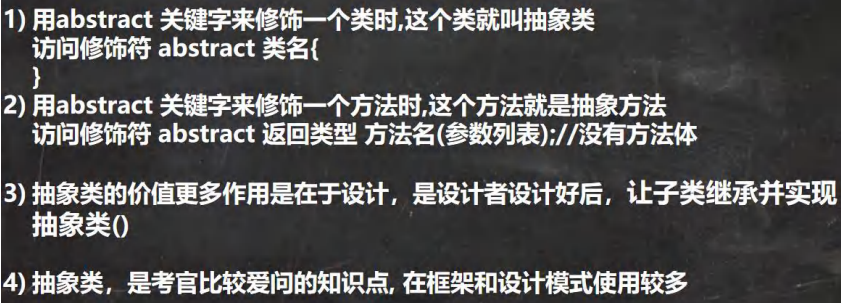 1) 用abstract 关键字来修饰一个类时,这个类就叫抽象类
访问修饰符 abstract 类名{
}
2) 用abstract 关键字来修饰一个方法时,这个方法就是抽象方法
访问修饰符 abstract 返回类型 方法名(参数列表);//没有方法体
3) 抽象类的价值更多作用是在于设计，是设计者设计好后，让子类继承并实现
抽象类()
4) 抽象类，是考官比较爱问的知识点, 在框架和设计模式使用较多